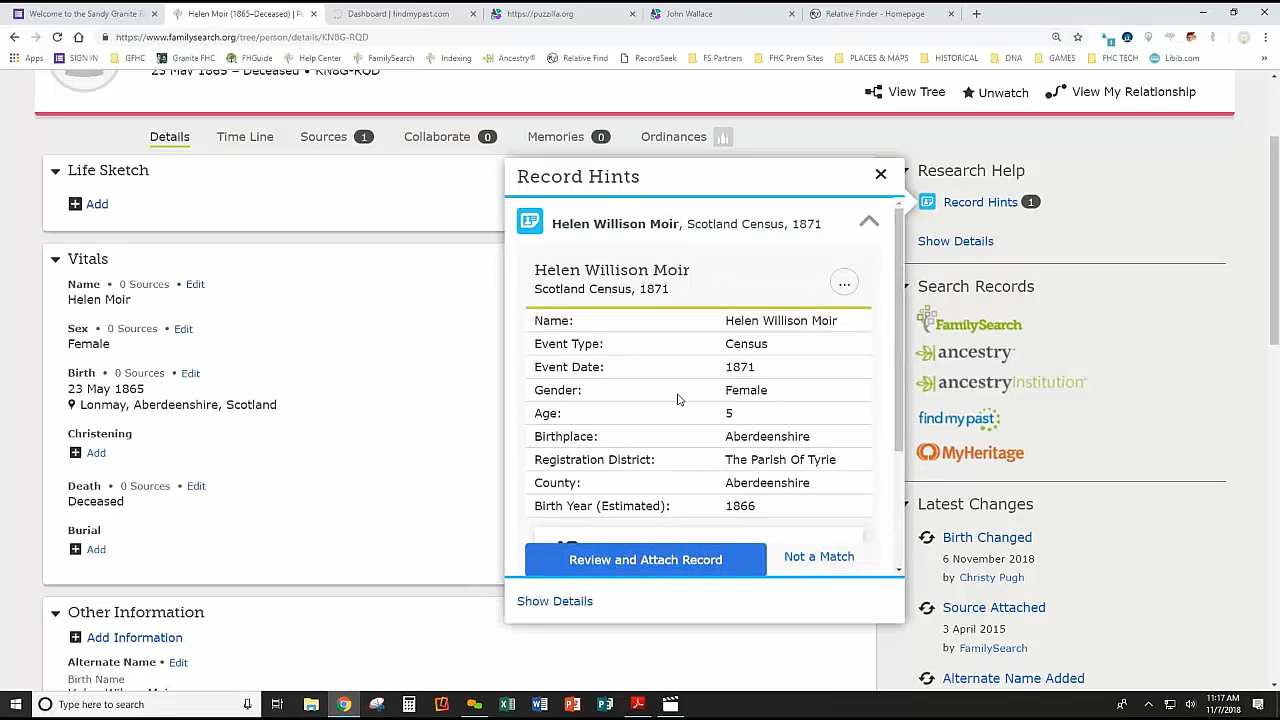 Welcome to the Sandy Granite F
Helen Moir (1865–Deceased) | Pe
Dashboard | findmypast.com
https://puzzilla.org
John Wallace
Relative Finder - Homepage
https://www.familysearch.org/tree/person/details/KN8G-RQD
Apps
SIGN IN
GFHC
Granite FHC
FHGuide
Help Center
FamilySearch
Indexing
Ancestry®
Relative Find
RecordSeek
FS Partners
FHC Prem Sites
PLACES & MAPS
HISTORICAL
DNA
GAMES
FHC TECH
Libib.com
23 May 1865 – Deceased • KN8G-RQD
View Tree
Unwatch
View My Relationship
Details
Time Line
Sources 1
Collaborate 0
Memories 0
Ordinances
Life Sketch
Add
Vitals
Name • 0 Sources • Edit
Helen Moir
Sex • 0 Sources • Edit
Female
Birth • 0 Sources • Edit
23 May 1865
Lonmay, Aberdeenshire, Scotland
Christening
Add
Death • 0 Sources • Edit
Deceased
Burial
Add
Other Information
Add Information
Alternate Name • Edit
Birth Name
Record Hints
Helen Willison Moir, Scotland Census, 1871
Helen Willison Moir
Scotland Census, 1871
...
Name: Helen Willison Moir
Event Type: Census
Event Date: 1871
Gender: Female
Age: 5
Birthplace: Aberdeenshire
Registration District: The Parish Of Tyrie
County: Aberdeenshire
Birth Year (Estimated): 1866
Review and Attach Record
Not a Match
Show Details
Research Help
Record Hints 1
Show Details
Search Records
FamilySearch
ancestry
ancestryInstitution
findmypast
MyHeritage
Latest Changes
Birth Changed
6 November 2018
by Christy Pugh
Source Attached
3 April 2015
by FamilySearch
Alternate Name Added
Type here to search
11:17 AM
11/7/2018